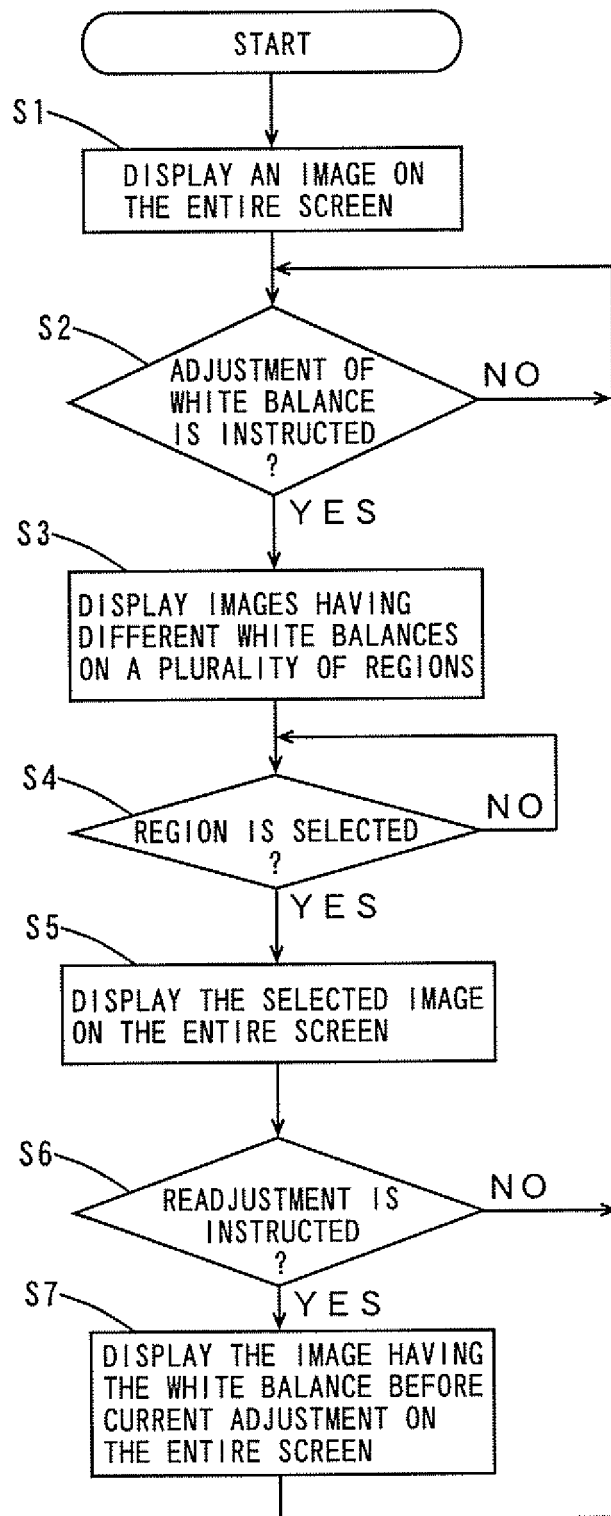 START
S1
DISPLAY AN IMAGE ON
THE ENTIRE SCREEN
S2
ADJUSTMENT OF
WHITE BALANCE
IS INSTRUCTED
?
NO
YES
S3
DISPLAY IMAGES HAVING
DIFFERENT WHITE BALANCES
ON A PLURALITY OF REGIONS
S4
REGION IS SELECTED
?
NO
YES
S5
DISPLAY THE SELECTED IMAGE
ON THE ENTIRE SCREEN
S6
READJUSTMENT IS
INSTRUCTED
?
NO
YES
S7
DISPLAY THE IMAGE HAVING
THE WHITE BALANCE BEFORE
CURRENT ADJUSTMENT ON
THE ENTIRE SCREEN